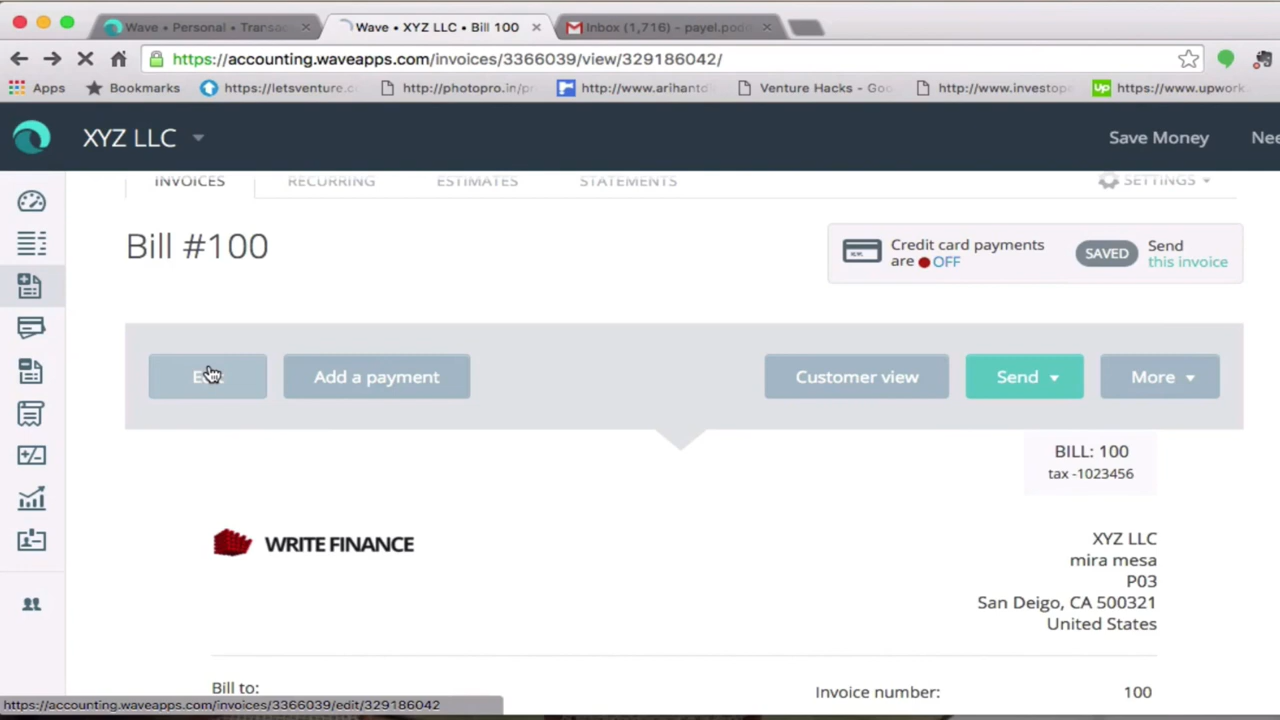 Wave • Personal • Transac
Wave • XYZ LLC • Bill 100
Inbox (1,716) - payel.pod
https://accounting.waveapps.com/invoices/3366039/view/329186042/
Apps
Bookmarks
https://letsventure.c
http://photopro.in/pr
http://www.arihantd
Venture Hacks - Goo
http://www.investop
Up
https://www.upwork.
XYZ LLC
Save Money
Nee
INVOICES
RECURRING
ESTIMATES
STATEMENTS
SETTINGS
Bill #100
Credit card payments
are OFF
SAVED
Send
this invoice
Add a payment
Customer view
Send
More
BILL: 100
tax -1023456
WRITE FINANCE
XYZ LLC
mira mesa
P03
San Deigo, CA 500321
United States
Bill to:
Invoice number: 100
https://accounting.waveapps.com/invoices/3366039/edit/329186042